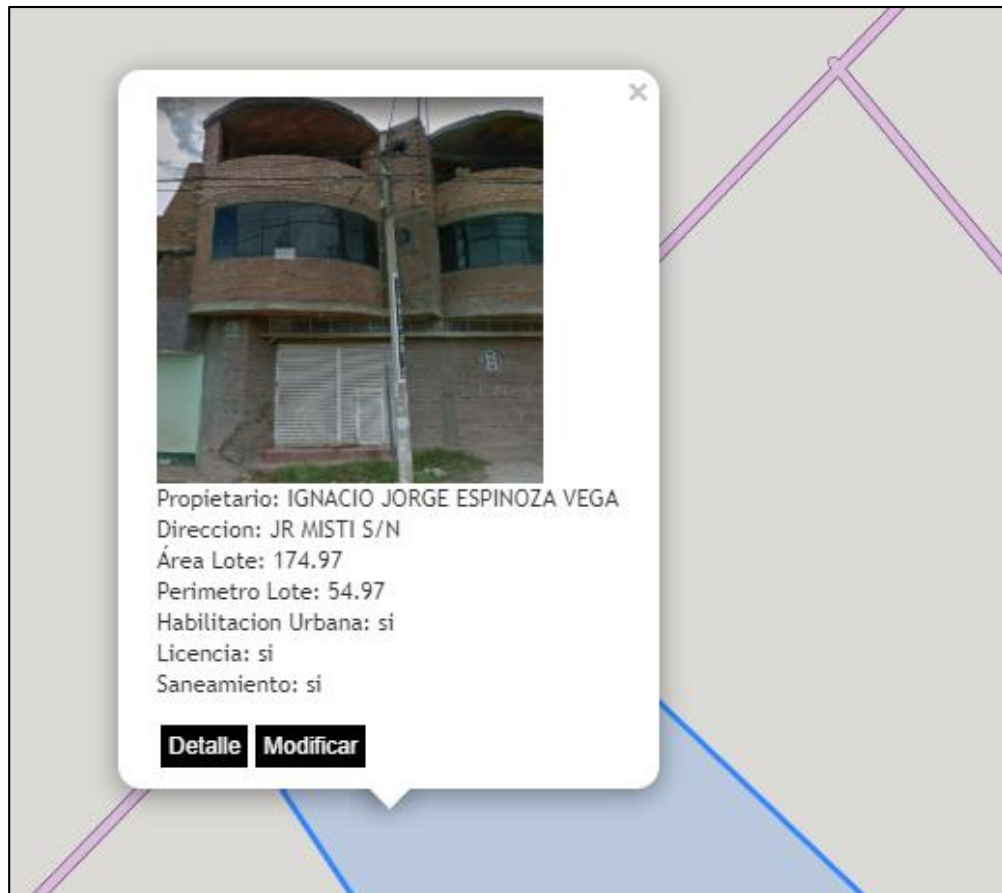 ×
Propietario: IGNACIO JORGE ESPINOZA VEGA
Direccion: JR MISTI S/N
Área Lote: 174.97
Perimetro Lote: 54.97
Habilitacion Urbana: si
Licencia: si
Saneamiento: si
Detalle Modificar